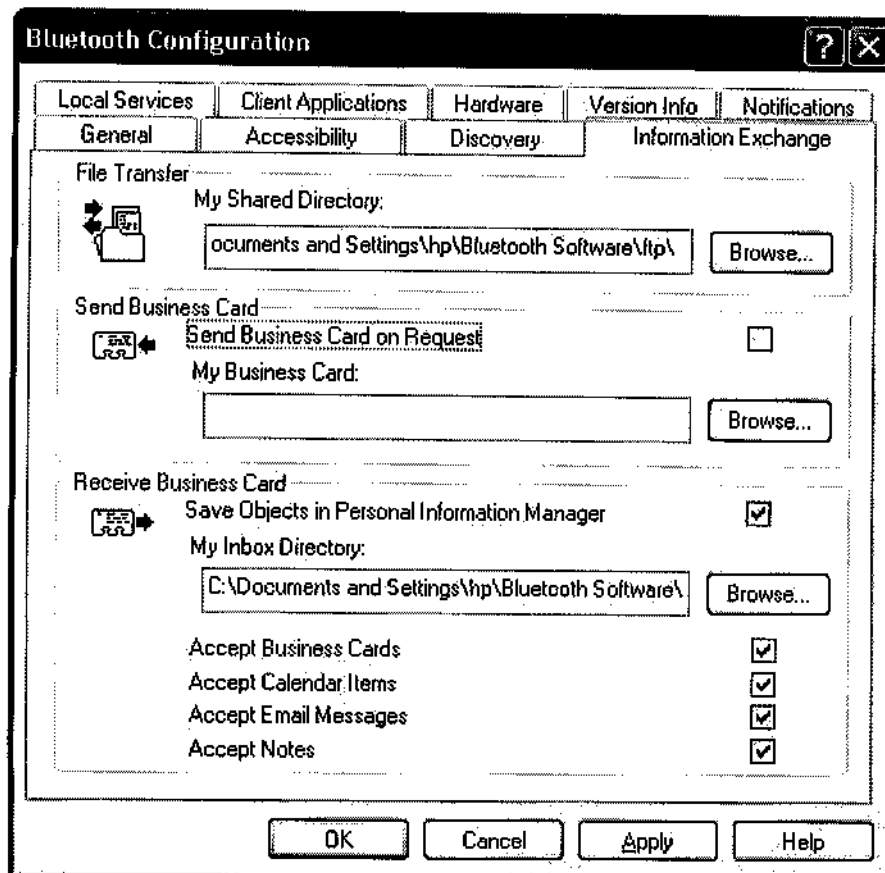 Bluetooth Configuration
Local Services Client Applications Hardware Version Info Notifications
General Accessibility Discovery Information Exchange
File Transfer
My Shared Directory:
ocuments and Settings\hp\Bluetooth Software\ftp\ Browse...
Send Business Card
Send Business Card on Request
My Business Card:
Browse...
Receive Business Card
Save Objects in Personal Information Manager
My Inbox Directory:
C:\Documents and Settings\hp\Bluetooth Software\ Browse...
Accept Business Cards
Accept Calendar Items
Accept Email Messages
Accept Notes
OK Cancel Apply Help